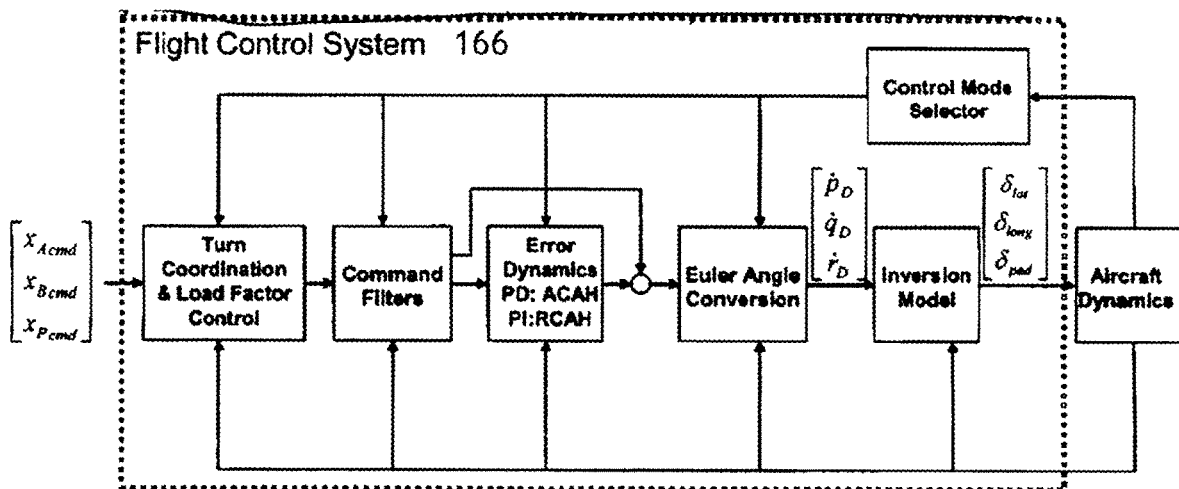 Flight Control System 166
Control Mode
Selector
x_Acmd
x_Bcmd
x_Pcmd
Turn
Coordination
& Load Factor
Control
Command
Filters
Error
Dynamics
PD: ACAH
PI:RCAH
Euler Angle
Conversion
ṗ_D
q̇_D
ṙ_D
Inversion
Model
δ_lat
δ_long
δ_ped
Aircraft
Dynamics